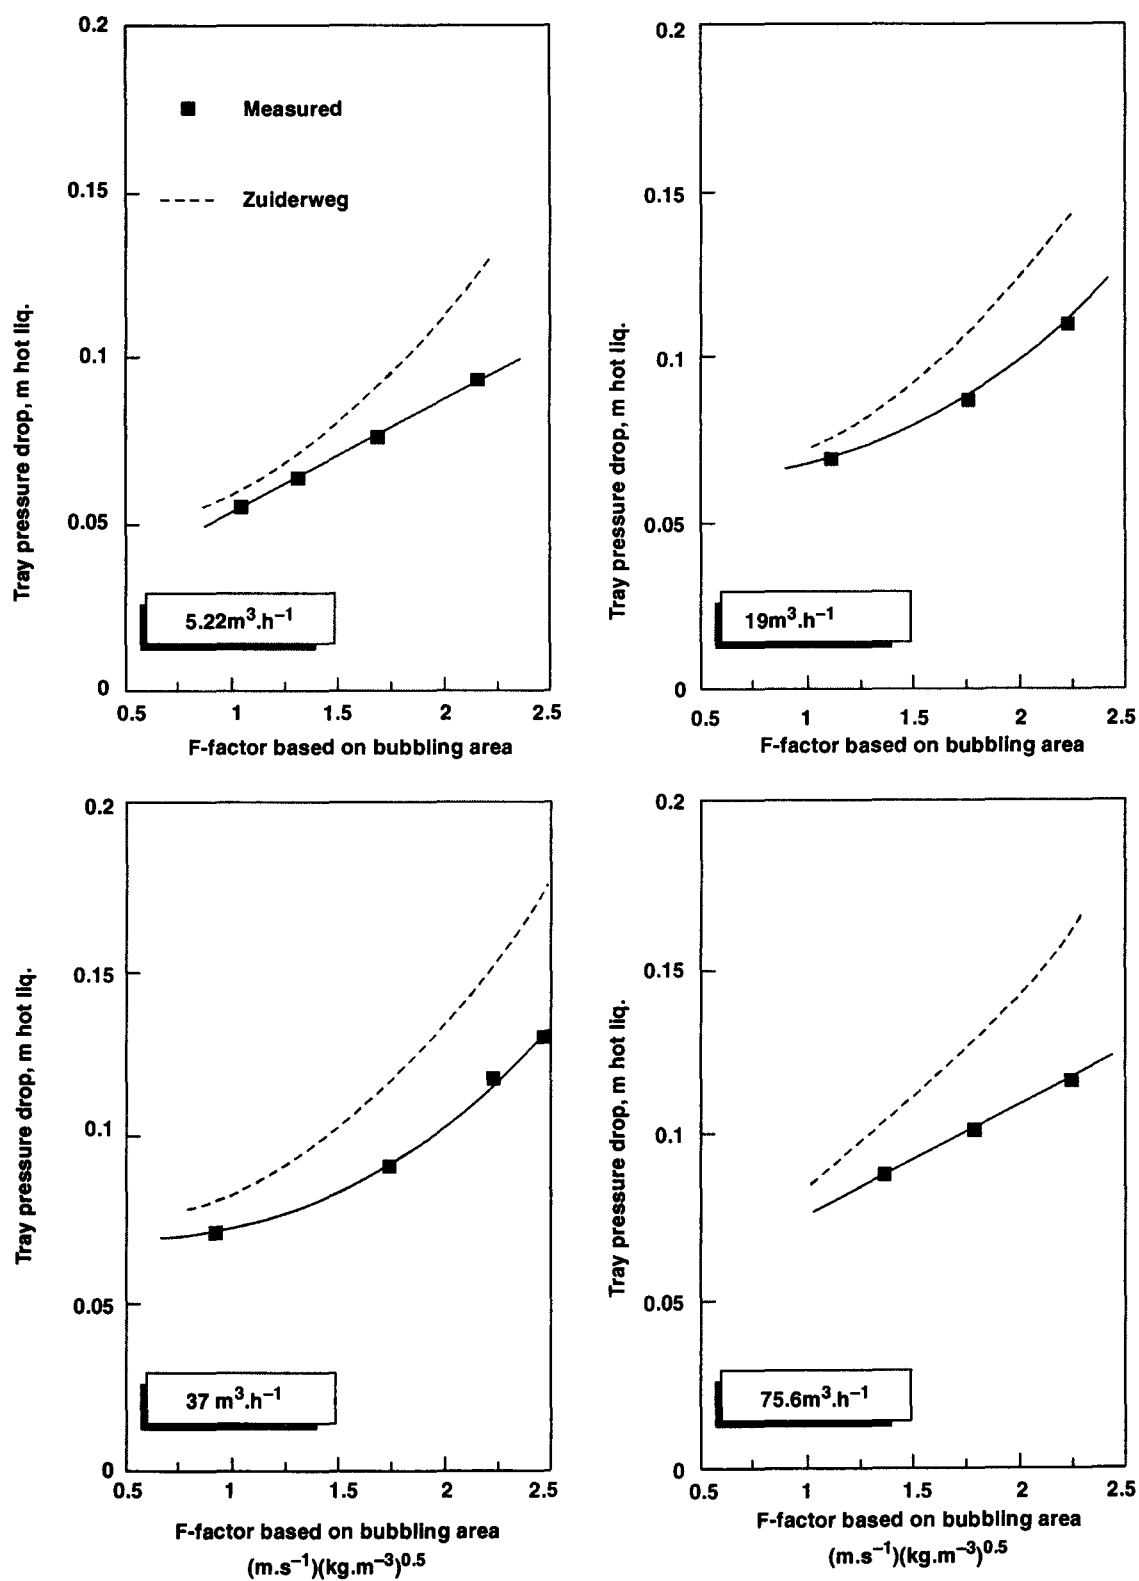 0.2
Measured
Zuiderweg
0.15
0.1
0.05
0
Tray pressure drop, m hot liq.
5.22m³.h⁻¹
0.5 1 1.5 2 2.5
F-factor based on bubbling area
0.2
0.15
0.1
0.05
0
Tray pressure drop, m hot liq.
19m³.h⁻¹
0.5 1 1.5 2 2.5
F-factor based on bubbling area
0.2
0.15
0.1
0.05
0
Tray pressure drop, m hot liq.
37 m³.h⁻¹
0.5 1 1.5 2 2.5
F-factor based on bubbling area
(m.s⁻¹)(kg.m⁻³)⁰·⁵
0.2
0.15
0.1
0.05
0
Tray pressure drop, m hot liq.
75.6m³.h⁻¹
0.5 1 1.5 2 2.5
F-factor based on bubbling area
(m.s⁻¹)(kg.m⁻³)⁰·⁵